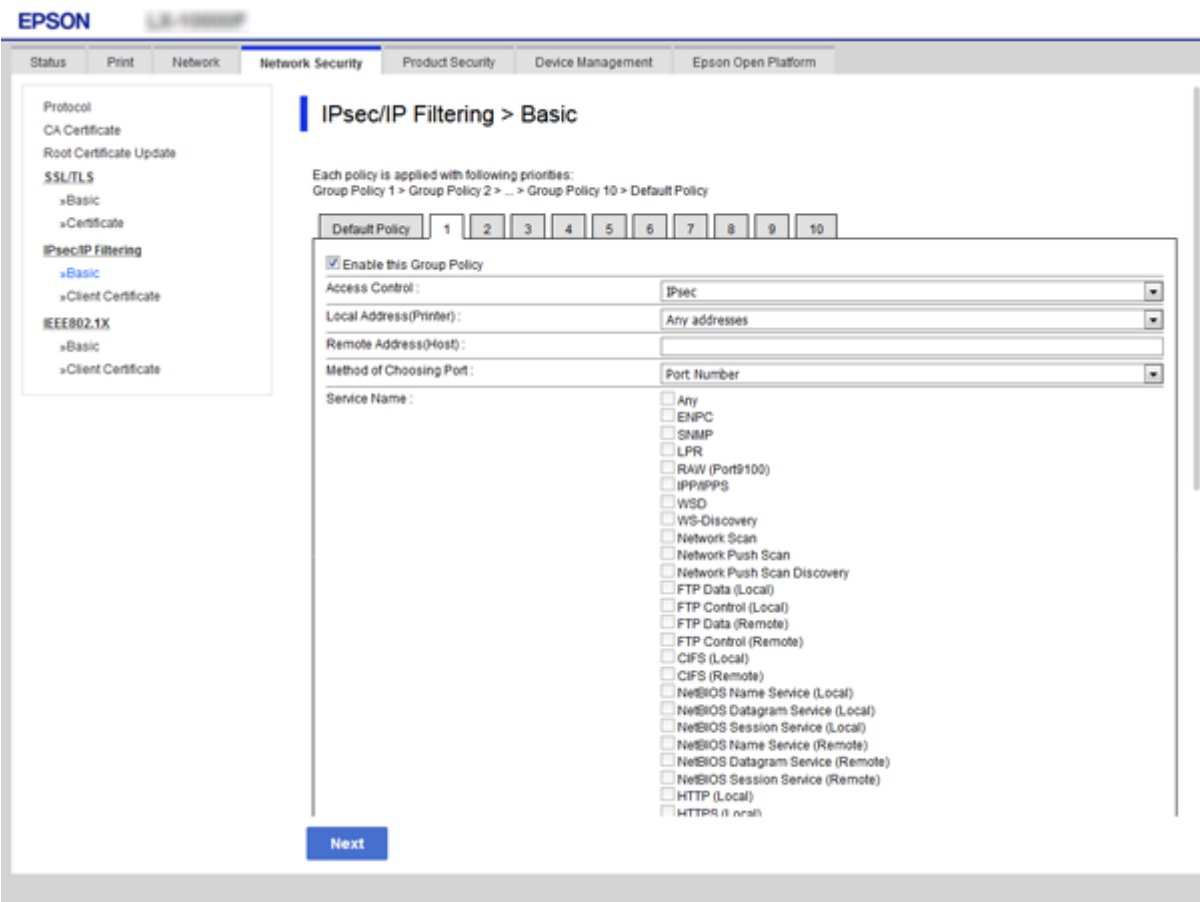 EPSON
Status Print Network Network Security Product Security Device Management Epson Open Platform
Protocol
CA Certificate
Root Certificate Update
SSL/TLS
»Basic
»Certificate
IPsec/IP Filtering
»Basic
»Client Certificate
IEEE802.1X
»Basic
»Client Certificate
IPsec/IP Filtering > Basic
Each policy is applied with following priorities:
Group Policy 1 > Group Policy 2 > ... > Group Policy 10 > Default Policy
Default Policy 1 2 3 4 5 6 7 8 9 10
Enable this Group Policy
Access Control : IPsec
Local Address(Printer) : Any addresses
Remote Address(Host) :
Method of Choosing Port : Port Number
Service Name : Any
ENPC
SNMP
LPR
RAW (Port9100)
IPP/IPPS
WSD
WS-Discovery
Network Scan
Network Push Scan
Network Push Scan Discovery
FTP Data (Local)
FTP Control (Local)
FTP Data (Remote)
FTP Control (Remote)
CIFS (Local)
CIFS (Remote)
NetBIOS Name Service (Local)
NetBIOS Datagram Service (Local)
NetBIOS Session Service (Local)
NetBIOS Name Service (Remote)
NetBIOS Datagram Service (Remote)
NetBIOS Session Service (Remote)
HTTP (Local)
HTTPS (Local)
Next